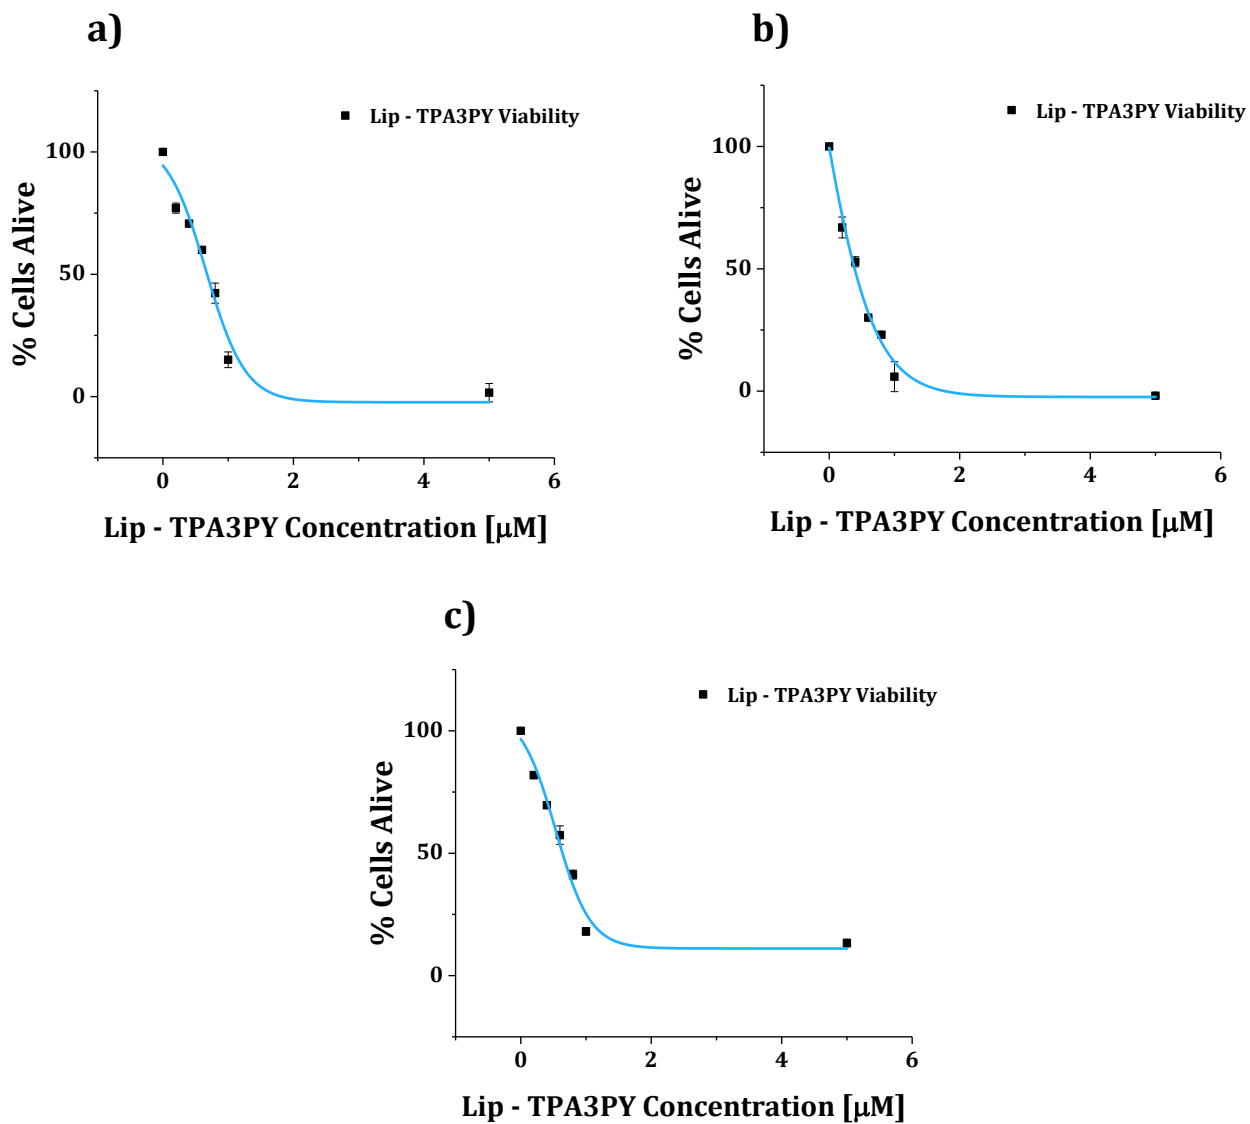 a)
Lip - TPA3PY Viability
100
50
0
% Cells Alive
0 2 4 6
Lip - TPA3PY Concentration [μM]
b)
Lip - TPA3PY Viability
100
50
0
% Cells Alive
0 2 4 6
Lip - TPA3PY Concentration [μM]
c)
Lip - TPA3PY Viability
100
50
0
% Cells Alive
0 2 4 6
Lip - TPA3PY Concentration [μM]